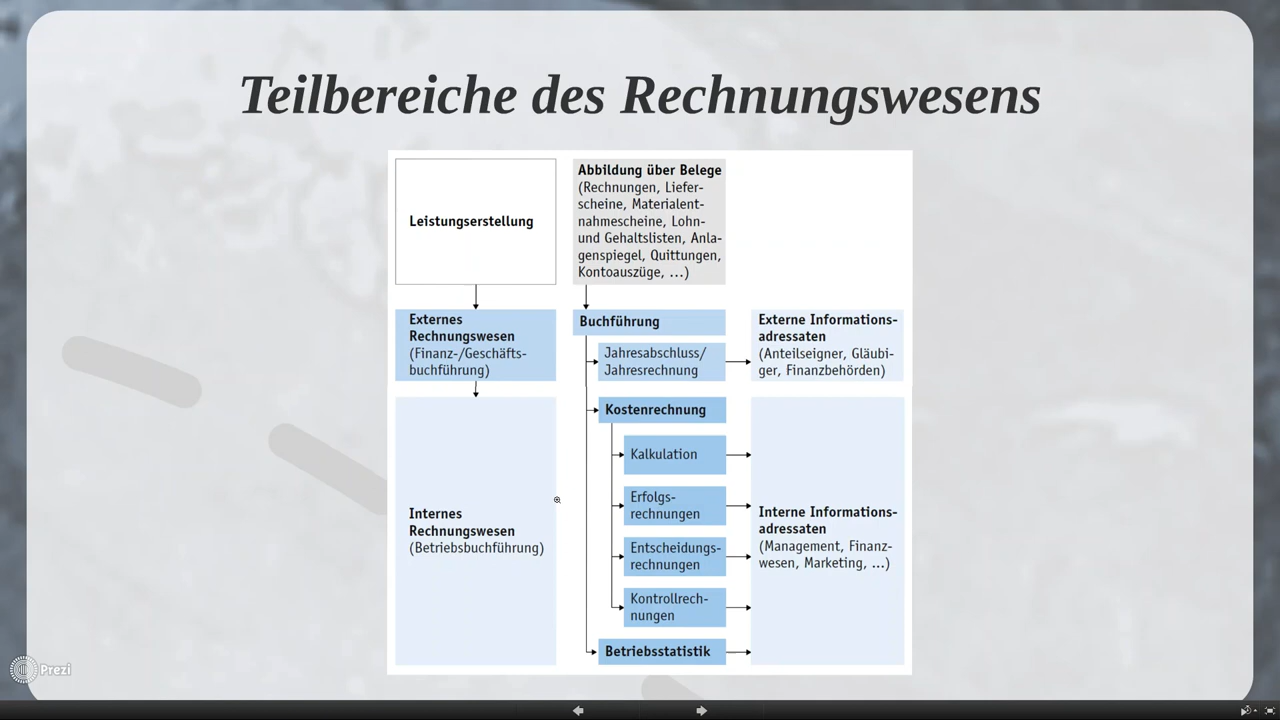 Teilbereiche des Rechnungswesens
Leistungserstellung
Abbildung über Belege
(Rechnungen, Liefer-
scheine, Materialent-
nahmescheine, Lohn-
und Gehaltslisten, Anla-
genspiegel, Quittungen,
Kontoauszüge, ...)
Externes
Rechnungswesen
(Finanz-/Geschäfts-
buchführung)
Buchführung
Jahresabschluss/
Jahresrechnung
Externe Informations-
adressaten
(Anteilseigner, Gläubi-
ger, Finanzbehörden)
Internes
Rechnungswesen
(Betriebsbuchführung)
Kostenrechnung
Kalkulation
Erfolgs-
rechnungen
Entscheidungs-
rechnungen
Kontrollrech-
nungen
Betriebsstatistik
Interne Informations-
adressaten
(Management, Finanz-
wesen, Marketing, ...)
Prezi